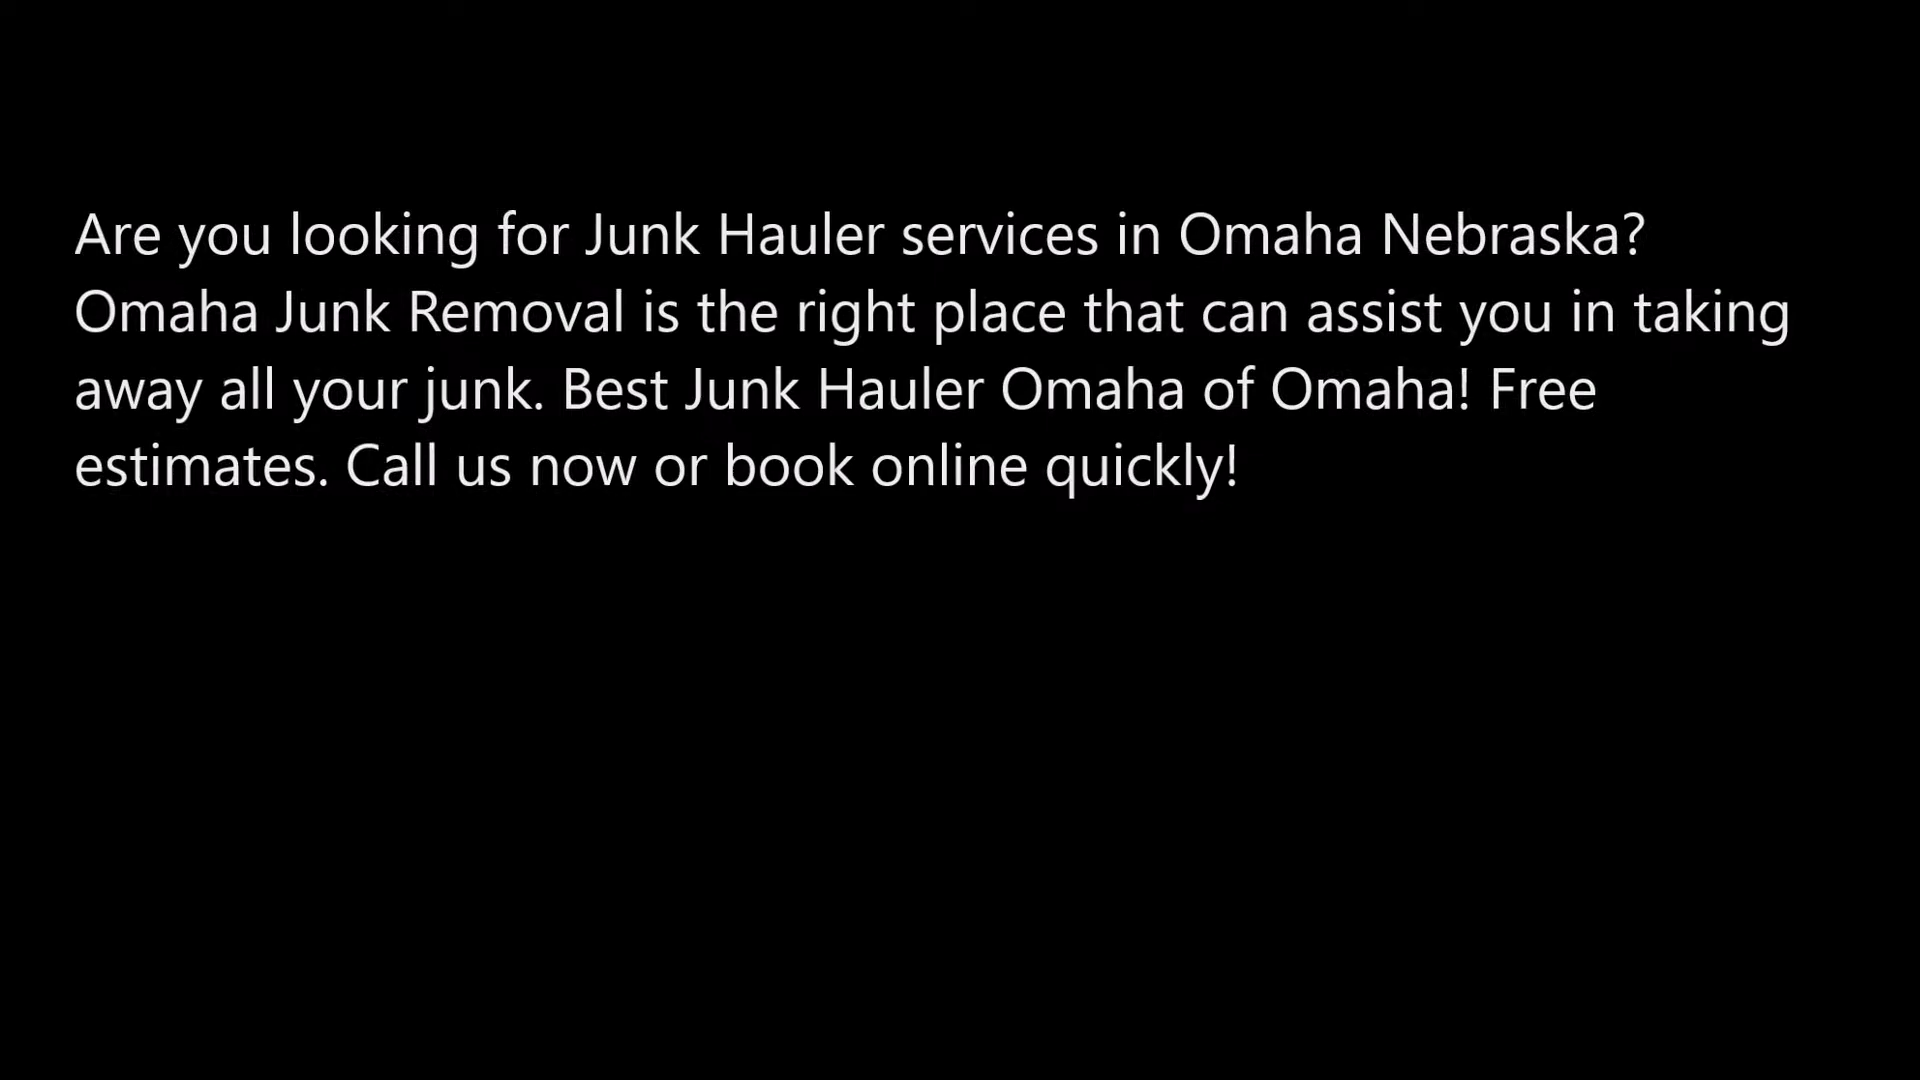 Are you looking for Junk Hauler services in Omaha Nebraska?
Omaha Junk Removal is the right place that can assist you in taking
away all your junk. Best Junk Hauler Omaha of Omaha! Free
estimates. Call us now or book online quickly!